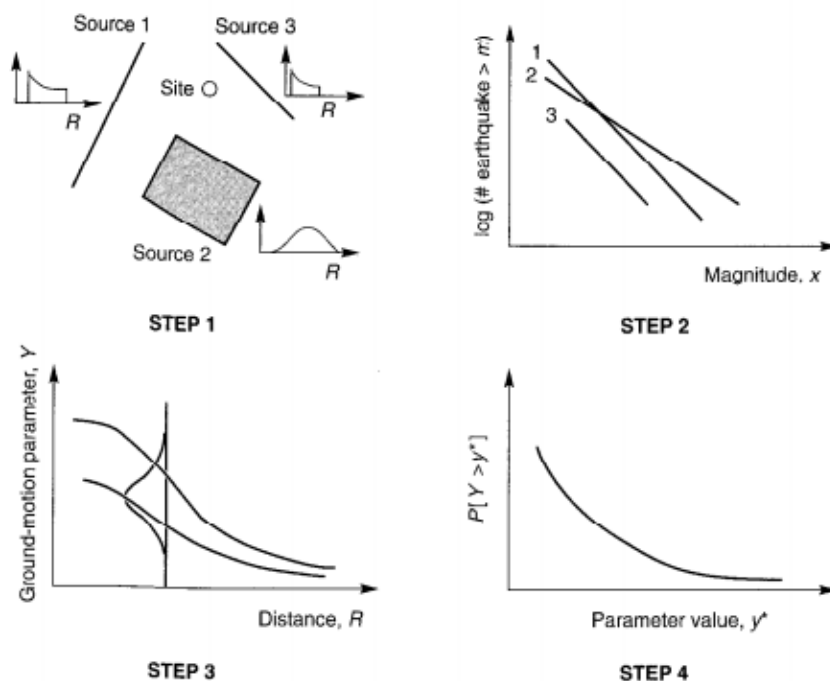 Source 1
Source 3
Site
R
R
Source 2
R
STEP 1
log (# earthquake > m)
1
2
3
Magnitude, x
STEP 2
Ground-motion parameter, Y
Distance, R
STEP 3
P[Y > y*]
Parameter value, y*
STEP 4